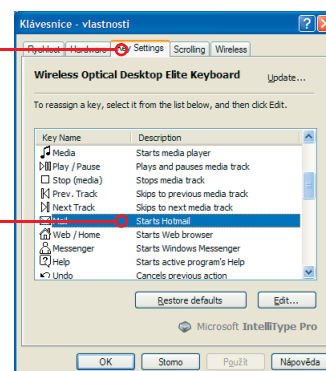 Klávesnice - vlastnosti
Rychlost Hardware Key Settings Scrolling Wireless
Wireless Optical Desktop Elite Keyboard Update...
To reassign a key, select it from the list below, and then click Edit.
Key Name Description
Media Starts media player
Play / Pause Plays and pauses media track
Stop (media) Stops media track
Prev. Track Skips to previous media track
Next Track Skips to next media track
Mail Starts Hotmail
Web / Home Starts Web browser
Messenger Starts Windows Messenger
Help Starts active program's Help
Undo Cancels previous action
Restore defaults Edit...
Microsoft IntelliType Pro
OK Storno Použít Nápověda